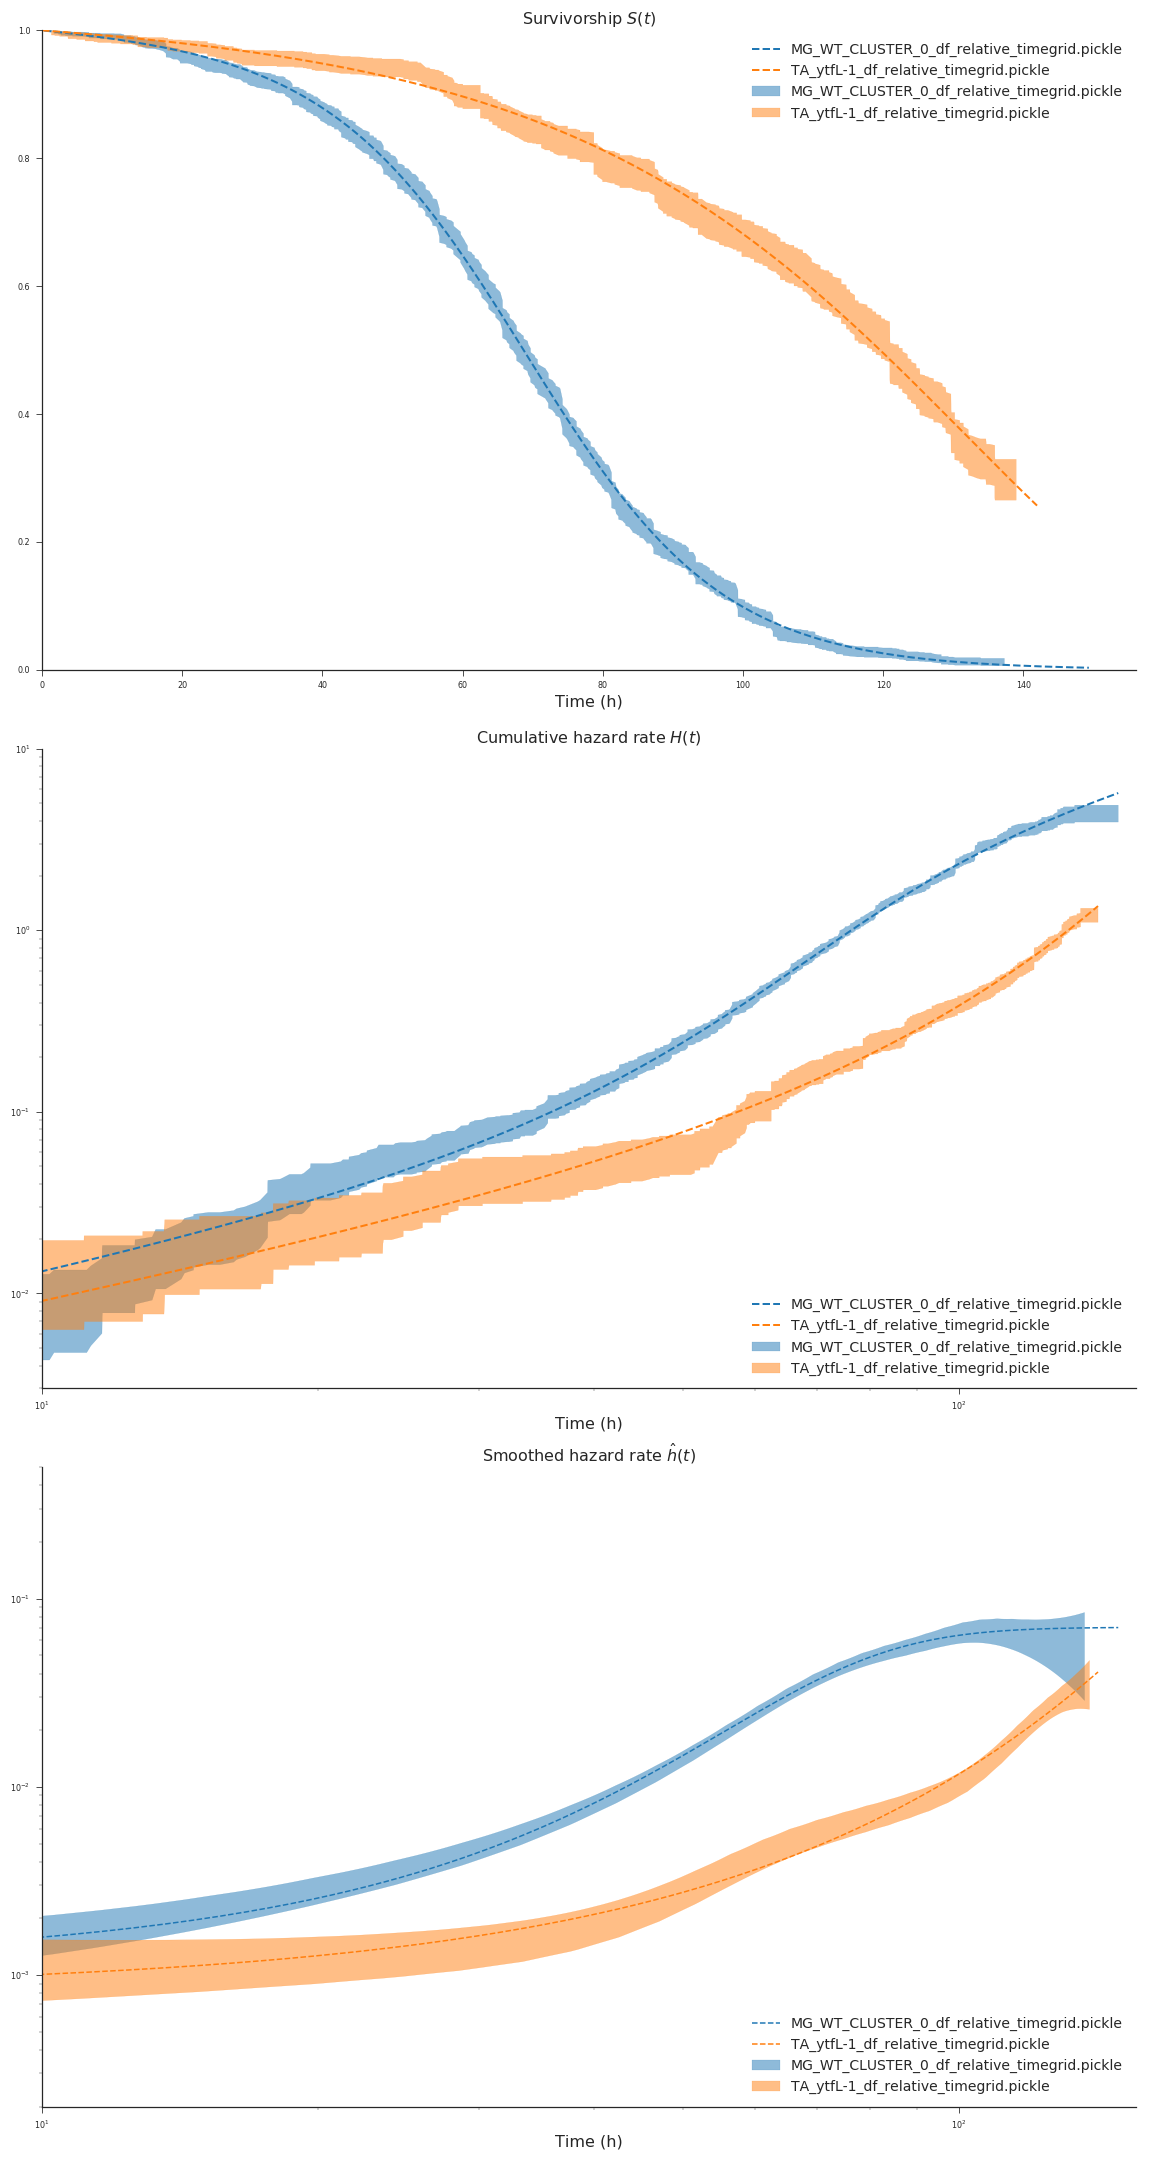 Survivorship S(t)
1.0
0.8
0.6
0.4
0.2
0.0
MG_WT_CLUSTER_0_df_relative_timegrid.pickle
TA_ytfL-1_df_relative_timegrid.pickle
MG_WT_CLUSTER_0_df_relative_timegrid.pickle
TA_ytfL-1_df_relative_timegrid.pickle
0 20 40 60 80 100 120 140
Time (h)
Cumulative hazard rate H(t)
10¹
10⁰
10⁻¹
10⁻²
MG_WT_CLUSTER_0_df_relative_timegrid.pickle
TA_ytfL-1_df_relative_timegrid.pickle
MG_WT_CLUSTER_0_df_relative_timegrid.pickle
TA_ytfL-1_df_relative_timegrid.pickle
10¹ 10²
Time (h)
Smoothed hazard rate ĥ(t)
10⁻¹
10⁻²
10⁻³
MG_WT_CLUSTER_0_df_relative_timegrid.pickle
TA_ytfL-1_df_relative_timegrid.pickle
MG_WT_CLUSTER_0_df_relative_timegrid.pickle
TA_ytfL-1_df_relative_timegrid.pickle
10¹ 10²
Time (h)